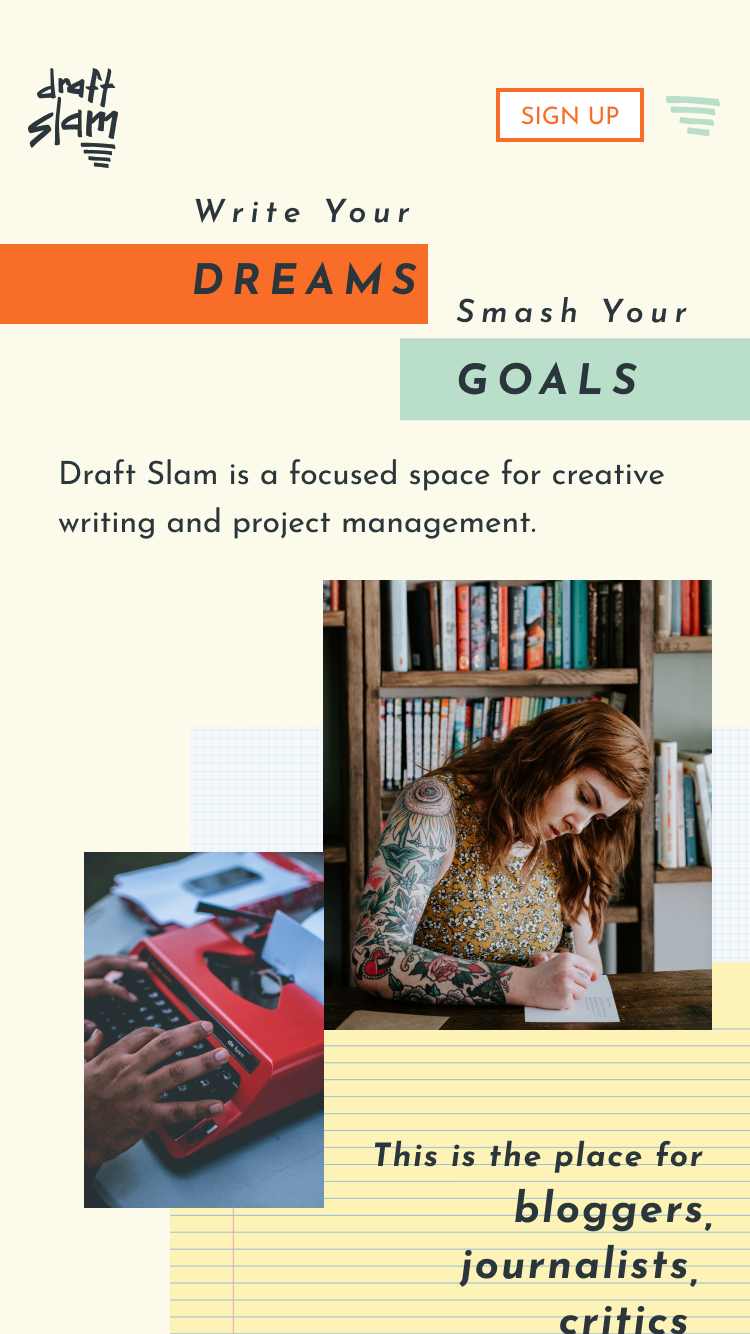 draft
slam
SIGN UP
Write Your
DREAMS
Smash Your
GOALS
Draft Slam is a focused space for creative
writing and project management.
This is the place for
bloggers,
journalists,
critics